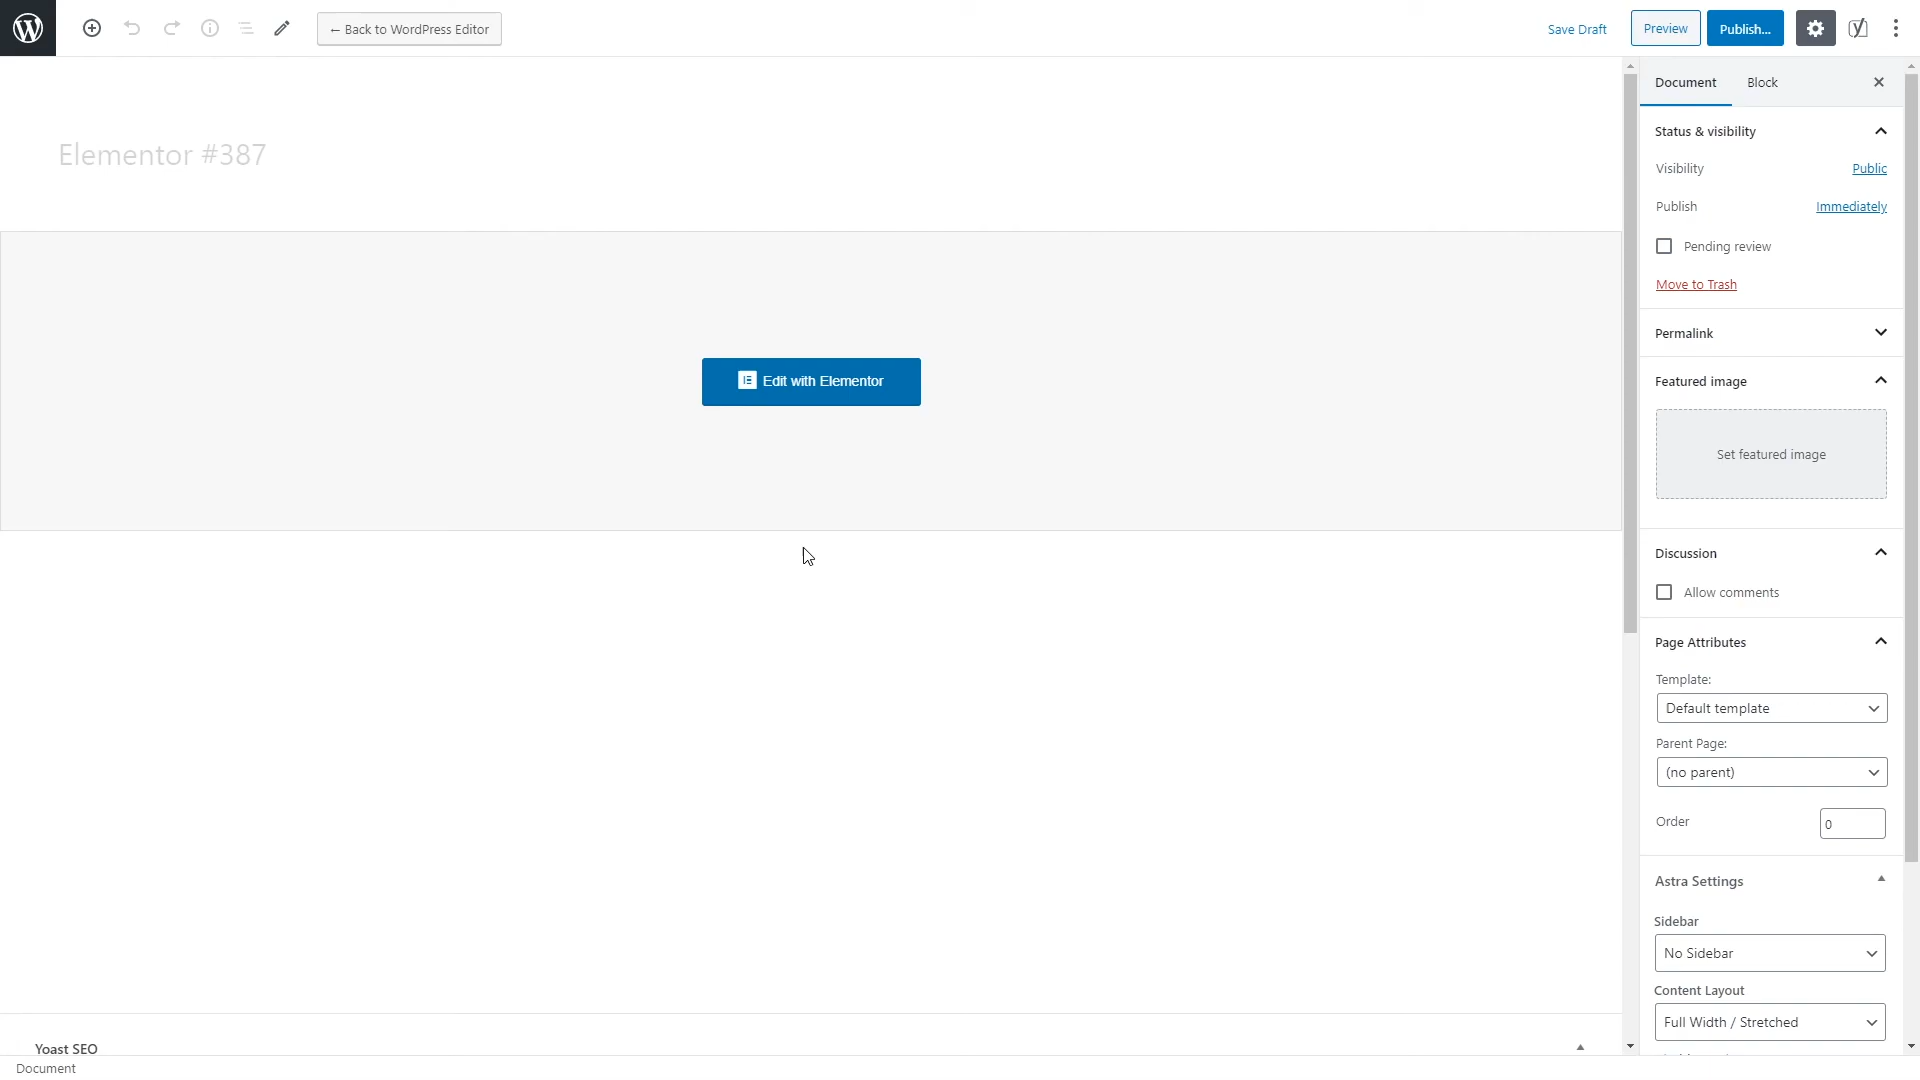 ← Back to WordPress Editor
Save Draft
Preview
Publish...
Elementor #387
Edit with Elementor
Document
Block
Status & visibility
Visibility
Public
Publish
Immediately
Pending review
Move to Trash
Permalink
Featured image
Set featured image
Discussion
Allow comments
Page Attributes
Template:
Default template
Parent Page:
(no parent)
Order
0
Astra Settings
Sidebar
No Sidebar
Content Layout
Full Width / Stretched
Yoast SEO
Document